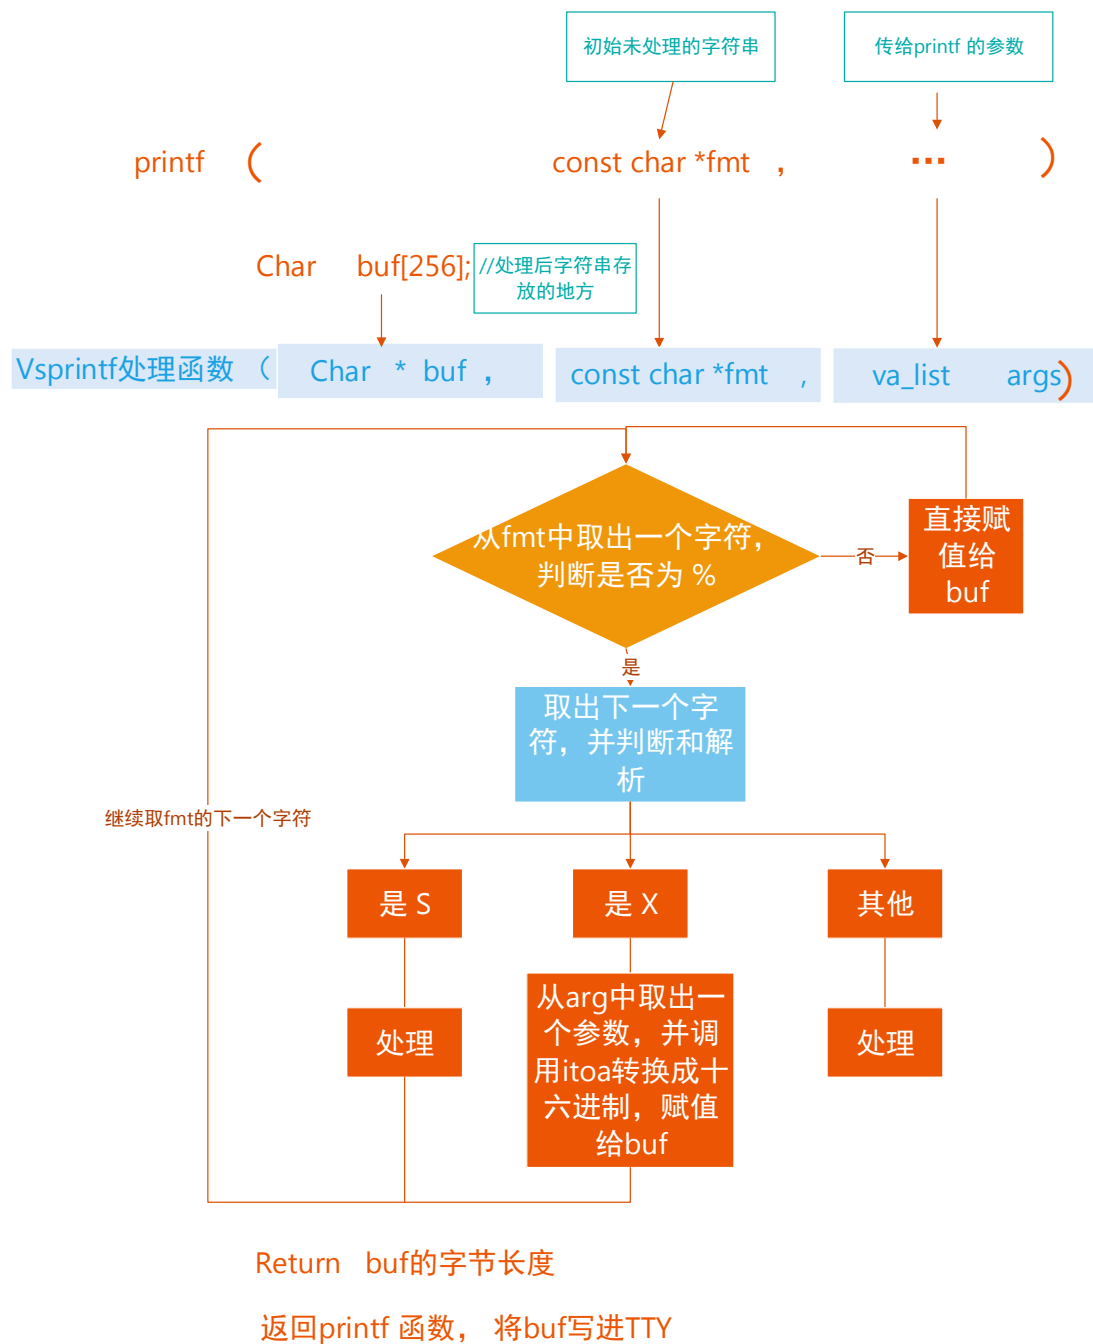 初始未处理的字符串
传给printf 的参数
printf ( const char *fmt , ... )
Char buf[256];
//处理后字符串存
放的地方
Vsprintf处理函数 ( Char * buf , const char *fmt , va_list args)
从fmt中取出一个字符，
判断是否为 %
否
直接赋
值给
buf
是
取出下一个字
符，并判断和解
析
继续取fmt的下一个字符
是 S
是 X
其他
处理
从arg中取出一
个参数，并调
用itoa转换成十
六进制，赋值
给buf
处理
Return buf的字节长度
返回printf 函数， 将buf写进TTY